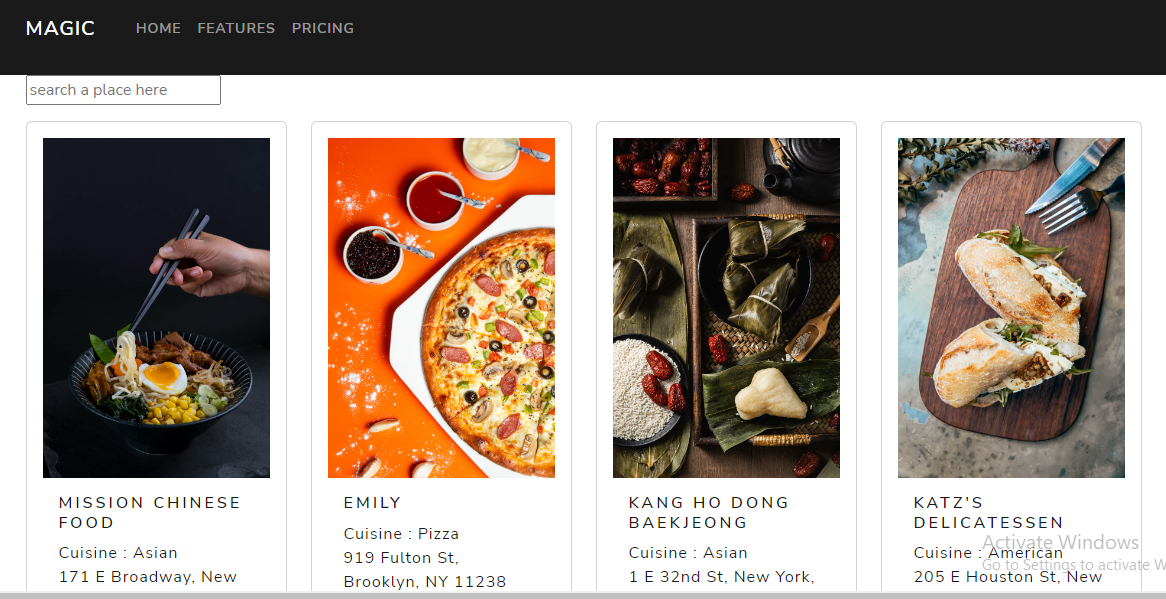 MAGIC HOME FEATURES PRICING
search a place here
MISSION CHINESE
FOOD
Cuisine : Asian
171 E Broadway, New
EMILY
Cuisine : Pizza
919 Fulton St,
Brooklyn, NY 11238
KANG HO DONG
BAEKJEONG
Cuisine : Asian
1 E 32nd St, New York,
KATZ'S
DELICATESSEN
Cuisine : American
205 E Houston St, New
Activate Windows
Go to Settings to activate W